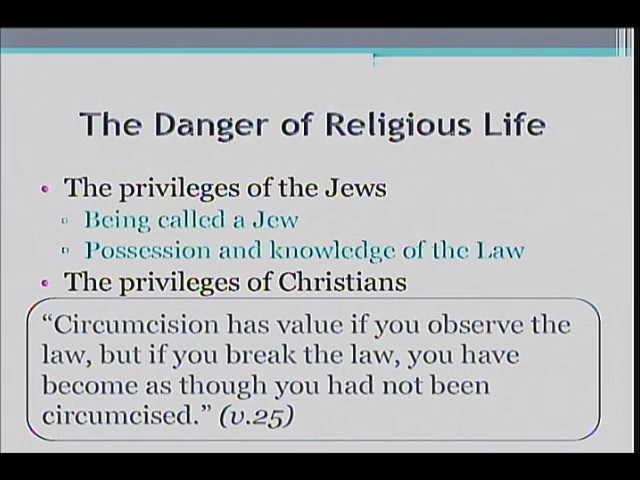 The Danger of Religious Life
• The privileges of the Jews
▫ Being called a Jew
▫ Possession and knowledge of the Law
• The privileges of Christians
“Circumcision has value if you observe the
law, but if you break the law, you have
become as though you had not been
circumcised.” (v.25)